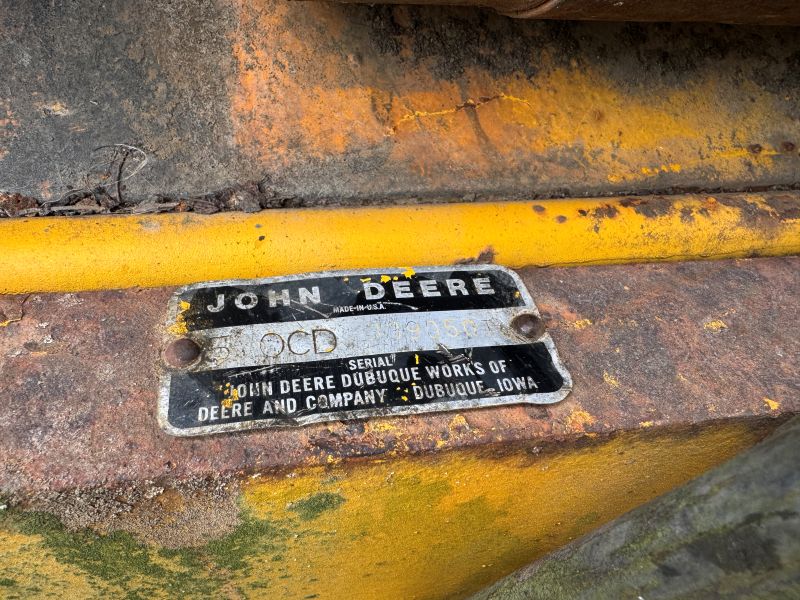 JOHN DEERE
MADE-IN-U.S.A.
SERIAL
JOHN DEERE DUBUQUE WORKS OF
DEERE AND COMPANY DUBUQUE, IOWA